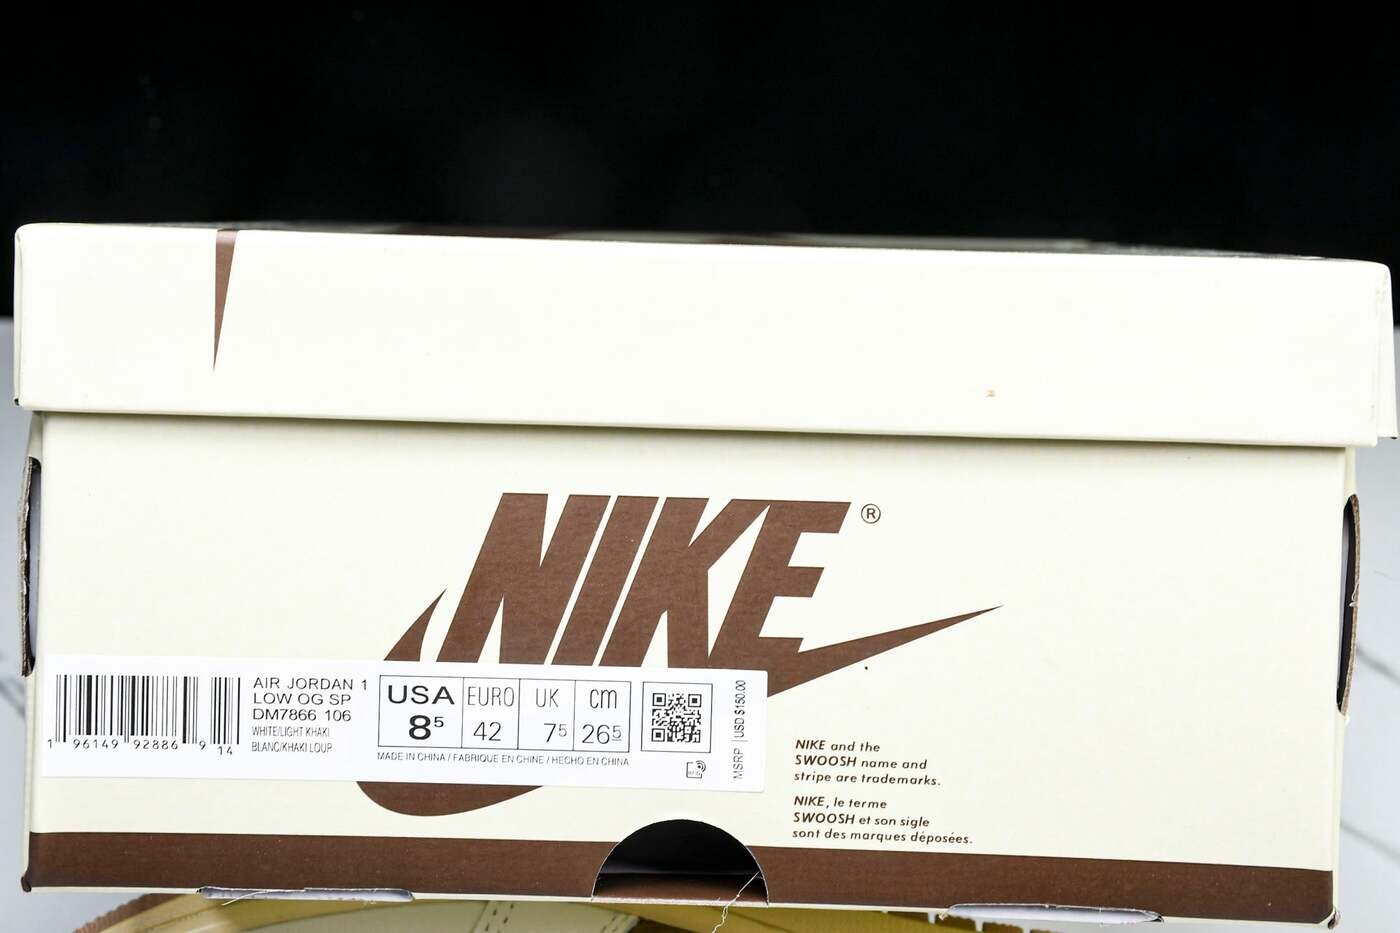 NIKE®
AIR JORDAN 1
LOW OG SP
DM7866 106
WHITE/LIGHT KHAKI
BLANC/KHAKI LOUP
1 96149 92886 9 14
USA EURO UK cm
8⁵ 42 7⁵ 26⁵
MADE IN CHINA / FABRIQUE EN CHINE / HECHO EN CHINA
MSRP | USD $150.00
NIKE and the
SWOOSH name and
stripe are trademarks.
NIKE, le terme
SWOOSH et son sigle
sont des marques déposées.